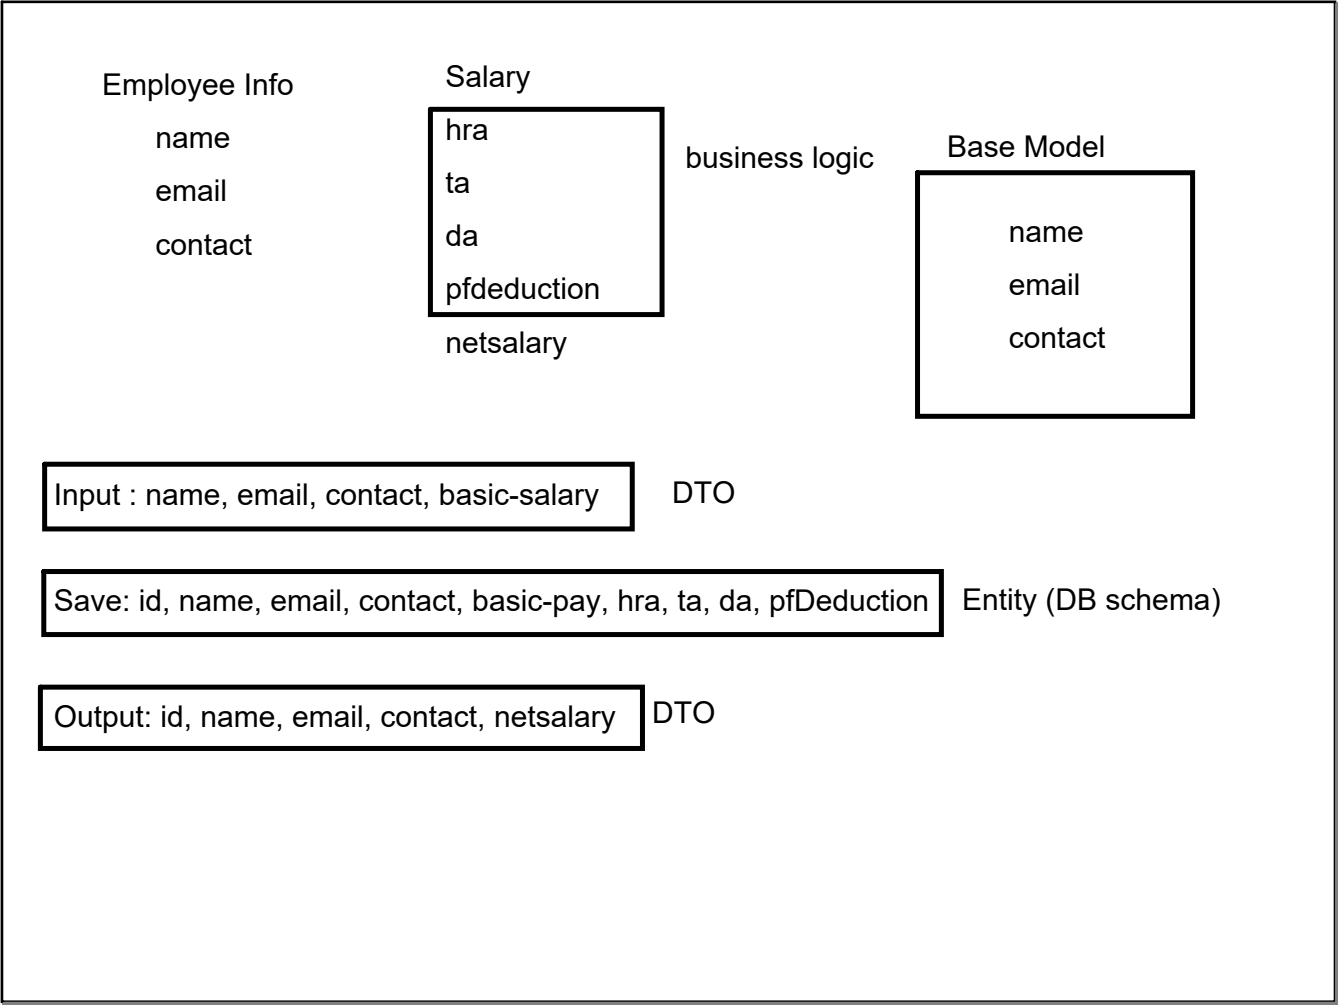 Employee Info
name
email
contact
Salary
hra
ta
da
pfdeduction
netsalary
business logic
Base Model
name
email
contact
Input : name, email, contact, basic-salary
DTO
Save: id, name, email, contact, basic-pay, hra, ta, da, pfDeduction
Entity (DB schema)
Output: id, name, email, contact, netsalary
DTO